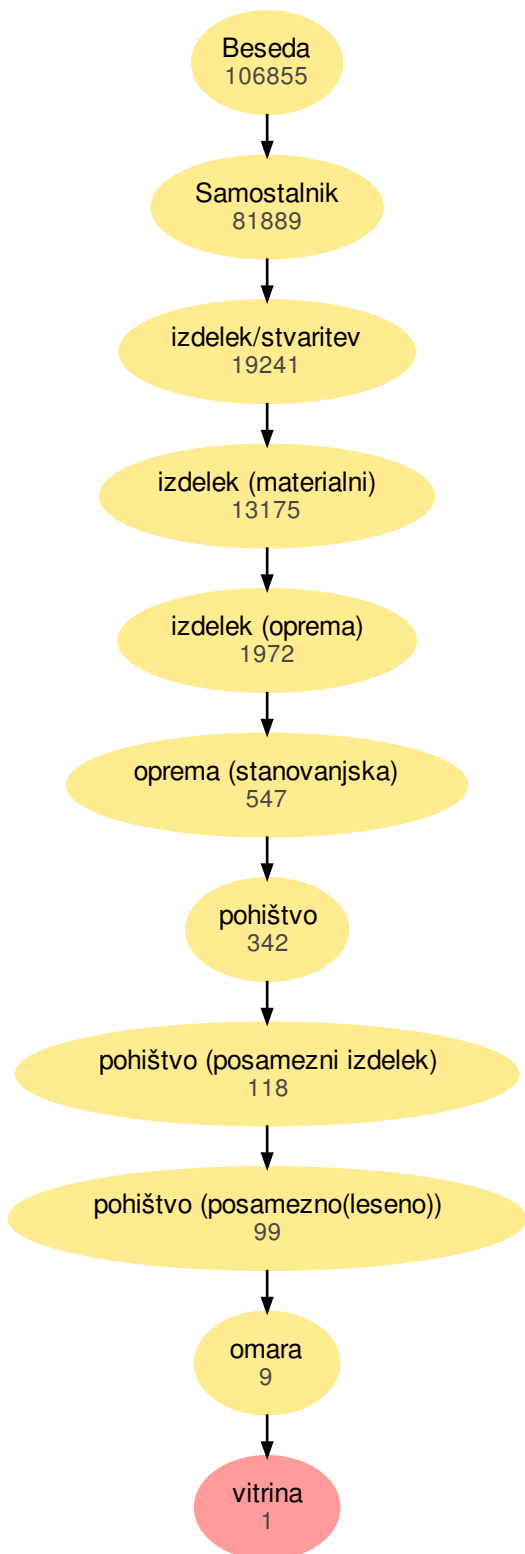 Beseda
106855
Samostalnik
81889
izdelek/stvaritev
19241
izdelek (materialni)
13175
izdelek (oprema)
1972
oprema (stanovanjska)
547
pohištvo
342
pohištvo (posamezni izdelek)
118
pohištvo (posamezno(leseno))
99
omara
9
vitrina
1